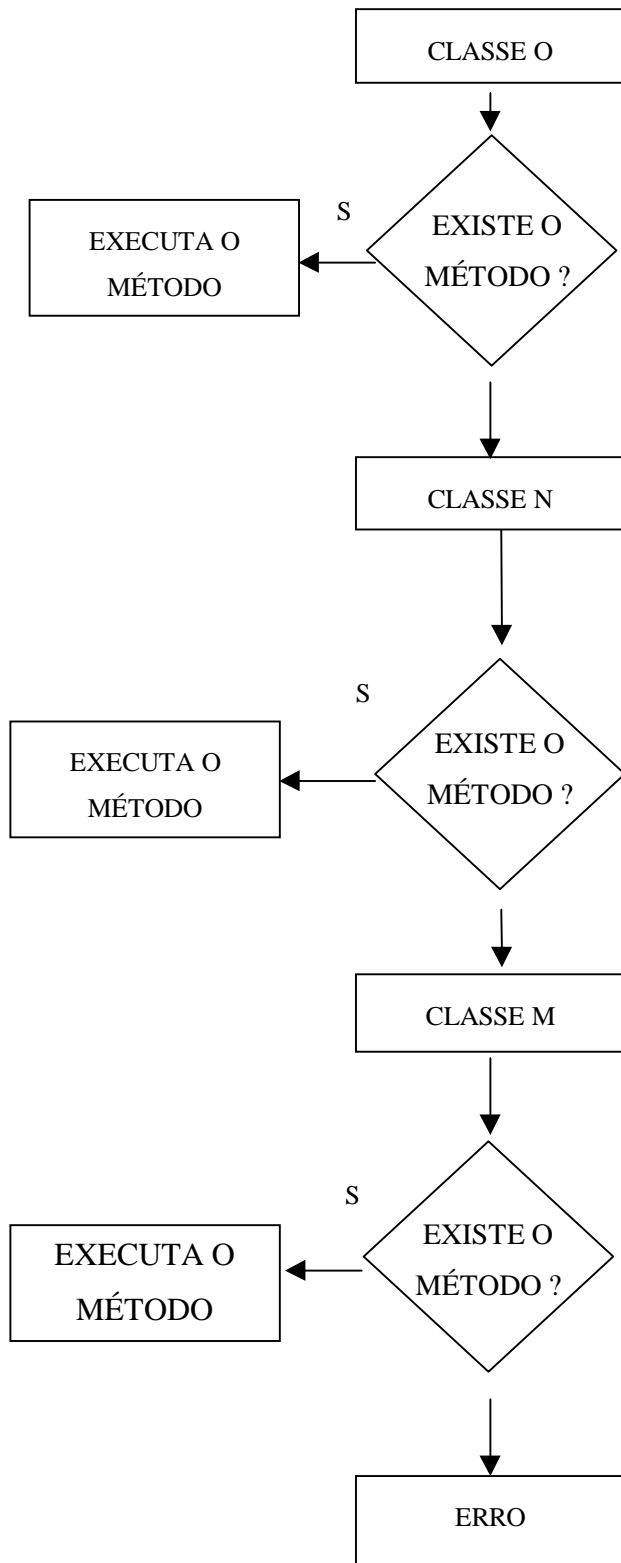 CLASSE O
S
EXISTE O
MÉTODO ?
EXECUTA O
MÉTODO
CLASSE N
S
EXISTE O
MÉTODO ?
EXECUTA O
MÉTODO
CLASSE M
S
EXISTE O
MÉTODO ?
EXECUTA O
MÉTODO
ERRO